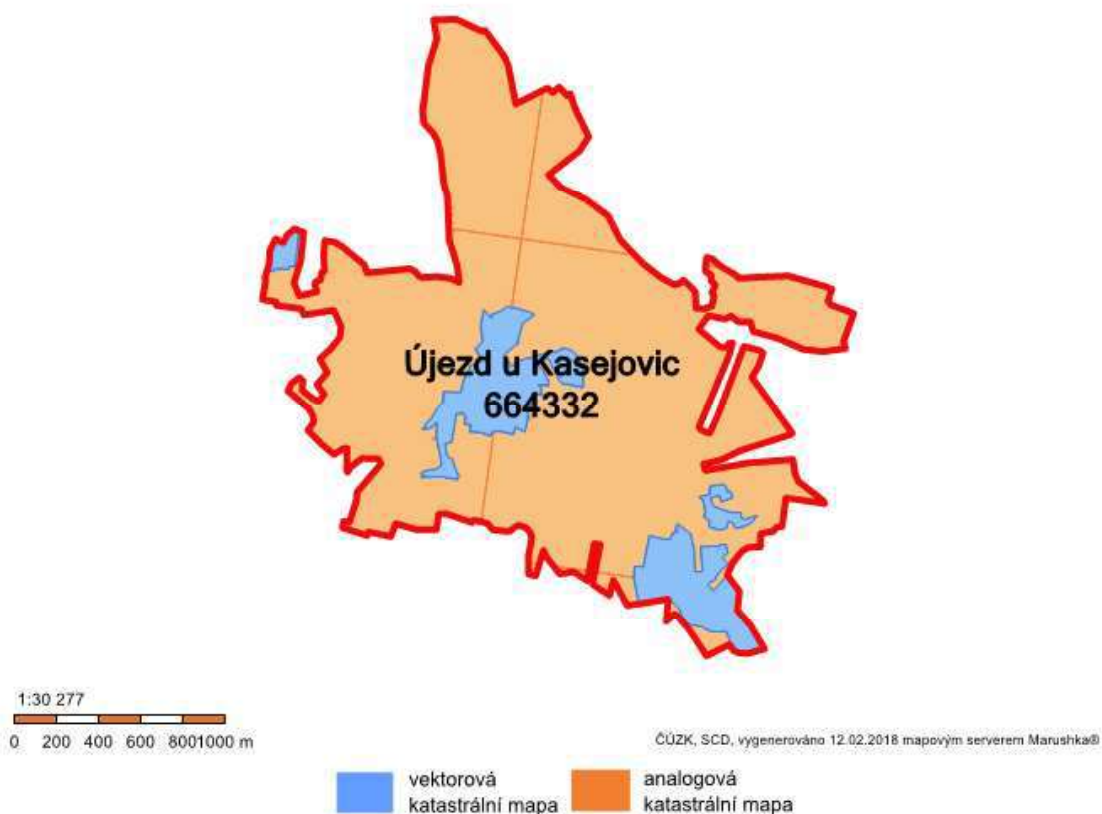 Újezd u Kasejovic
664332
1:30 277
0 200 400 600 8001000 m
ČÚZK, SCD, vygenerováno 12.02.2018 mapovým serverem Marushka®
vektorová
katastrální mapa
analogová
katastrální mapa